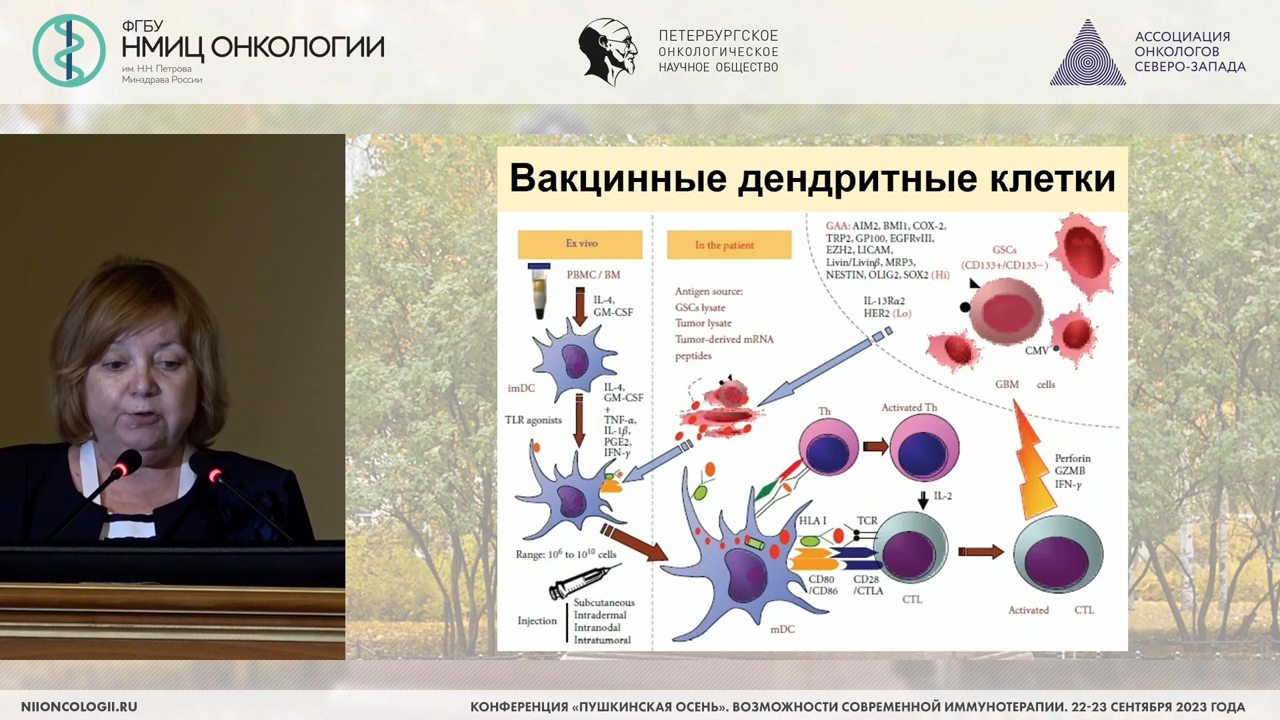 ФГБУ
НМИЦ ОНКОЛОГИИ
им. Н.Н. Петрова
Минздрава России
ПЕТЕРБУРГСКОЕ
ОНКОЛОГИЧЕСКОЕ
НАУЧНОЕ ОБЩЕСТВО
АССОЦИАЦИЯ
ОНКОЛОГОВ
СЕВЕРО-ЗАПАДА
Вакцинные дендритные клетки
Ex vivo
PBMC / BM
IL-4,
GM-CSF
imDC
TLR agonists
IL-4,
GM-CSF
+
TNF-α,
IL-1β,
PGE2,
IFN-γ
Range: 10⁶ to 10¹⁰ cells
Injection
Subcutaneous
Intradermal
Intranodal
Intratumoral
In the patient
Antigen source:
GSCs lysate
Tumor lysate
Tumor-derived mRNA
peptides
GAA: AIM2, BMI1, COX-2,
TRP2, GP100, EGFRvIII,
EZH2, LICAM,
Livin/Livinβ, MRP3,
NESTIN, OLIG2, SOX2 (Hi)
IL-13Rα2
HER2 (Lo)
GSCs
(CD133+/CD133−)
CMV
GBM cells
Th
Activated Th
IL-2
Perforin
GZMB
IFN-γ
HLA I
TCR
CD80
/CD86
CD28
/CTLA
CTL
mDC
Activated CTL
NIIONCOLOGII.RU
КОНФЕРЕНЦИЯ «ПУШКИНСКАЯ ОСЕНЬ». ВОЗМОЖНОСТИ СОВРЕМЕННОЙ ИММУНОТЕРАПИИ. 22-23 СЕНТЯБРЯ 2023 ГОДА